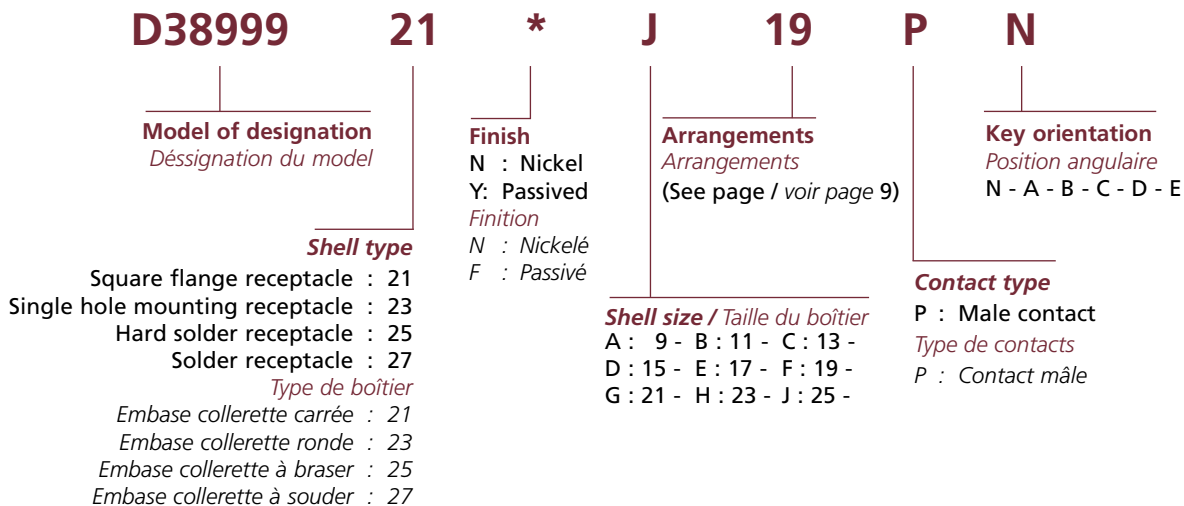 D38999 21 * J 19 P N
Model of designation
Déssignation du model
Shell type
Square flange receptacle : 21
Single hole mounting receptacle : 23
Hard solder receptacle : 25
Solder receptacle : 27
Type de boîtier
Embase collerette carrée : 21
Embase collerette ronde : 23
Embase collerette à braser : 25
Embase collerette à souder : 27
Finish
N : Nickel
Y: Passived
Finition
N : Nickelé
F : Passivé
Shell size / Taille du boîtier
A : 9 - B : 11 - C : 13 -
D : 15 - E : 17 - F : 19 -
G : 21 - H : 23 - J : 25 -
Arrangements
Arrangements
(See page / voir page 9)
Contact type
P : Male contact
Type de contacts
P : Contact mâle
Key orientation
Position angulaire
N - A - B - C - D - E